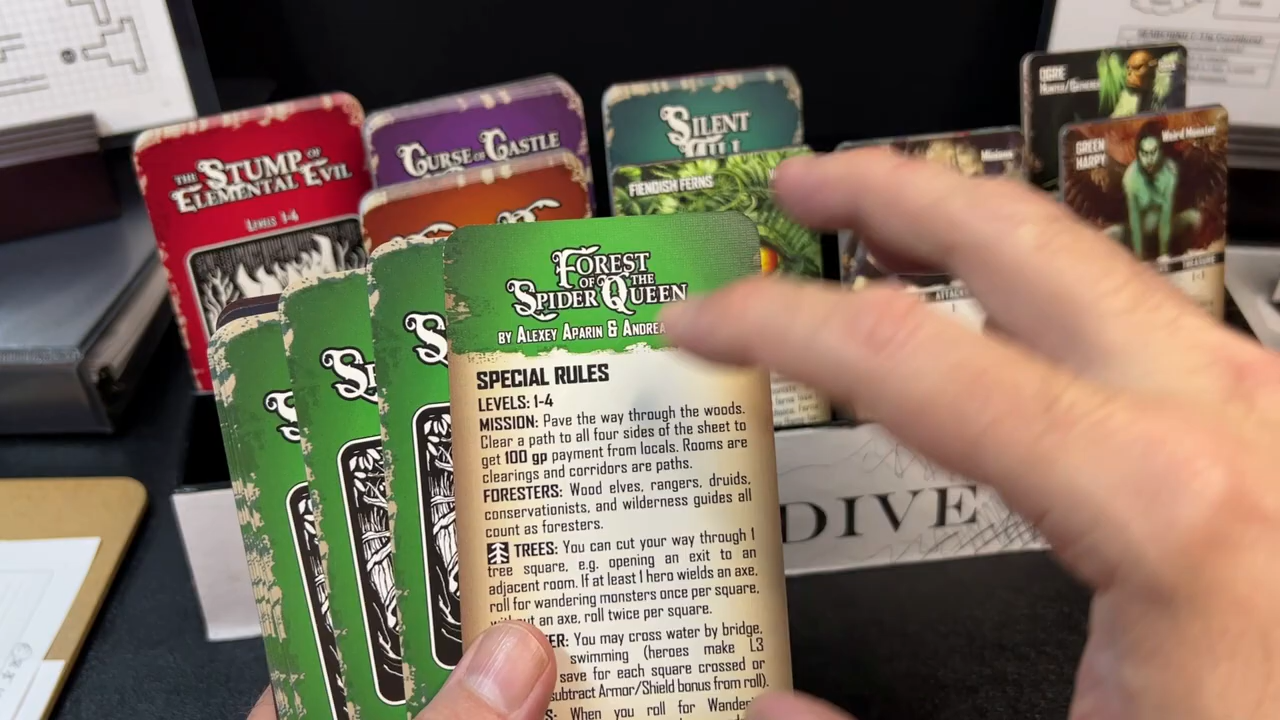 THE STUMP OF
ELEMENTAL EVIL
LEVELS 1-4
CURSE OF CASTLE
SILENT
FIENDISH FERNS
Minions
ATTACK
OGRE
HUNTER/GATHERER
GREEN
HARPY
Weird Monster
TREASURE
DIVE
FOREST
OF THE
SPIDER QUEEN
BY ALEXEY APARIN & ANDREA
SPECIAL RULES
LEVELS: 1-4
MISSION: Pave the way through the woods.
Clear a path to all four sides of the sheet to
get 100 gp payment from locals. Rooms are
clearings and corridors are paths.
FORESTERS: Wood elves, rangers, druids,
conservationists, and wilderness guides all
count as foresters.
TREES: You can cut your way through 1
tree square, e.g. opening an exit to an
adjacent room. If at least 1 hero wields an axe,
roll for wandering monsters once per square,
an axe, roll twice per square.
You may cross water by bridge,
swimming (heroes make L3
save for each square crossed or
subtract Armor/Shield bonus from roll).
When you roll for